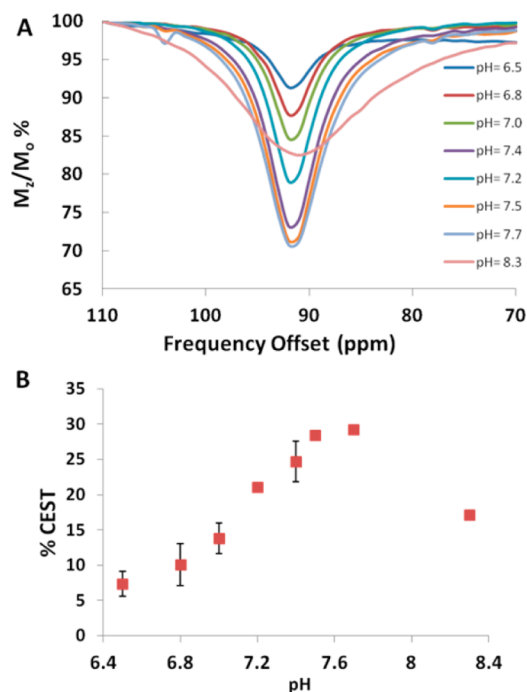 A
100
95
90
85
80
75
70
65
110
100
90
80
70
M_z/M_o %
Frequency Offset (ppm)
pH= 6.5
pH= 6.8
pH= 7.0
pH= 7.4
pH= 7.2
pH= 7.5
pH= 7.7
pH= 8.3
B
35
30
25
20
15
10
5
0
% CEST
6.4
6.8
7.2
7.6
8
8.4
pH